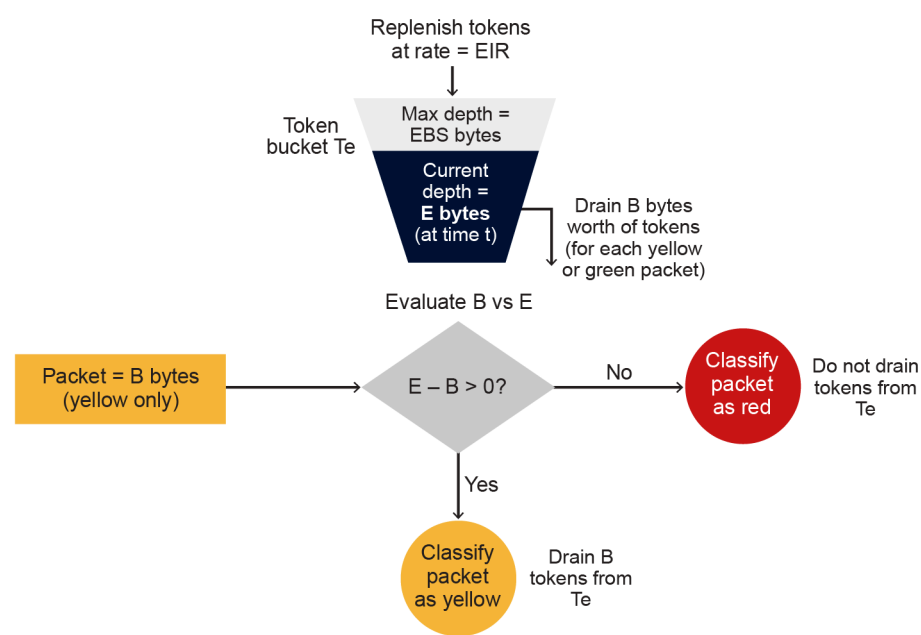 Replenish tokens
at rate = EIR
Max depth =
EBS bytes
Token
bucket Te
Current
depth =
E bytes
(at time t)
Drain B bytes
worth of tokens
(for each yellow
or green packet)
Evaluate B vs E
Packet = B bytes
(yellow only)
E – B > 0?
No
Classify
packet
as red
Do not drain
tokens from
Te
Yes
Classify
packet
as yellow
Drain B
tokens from
Te